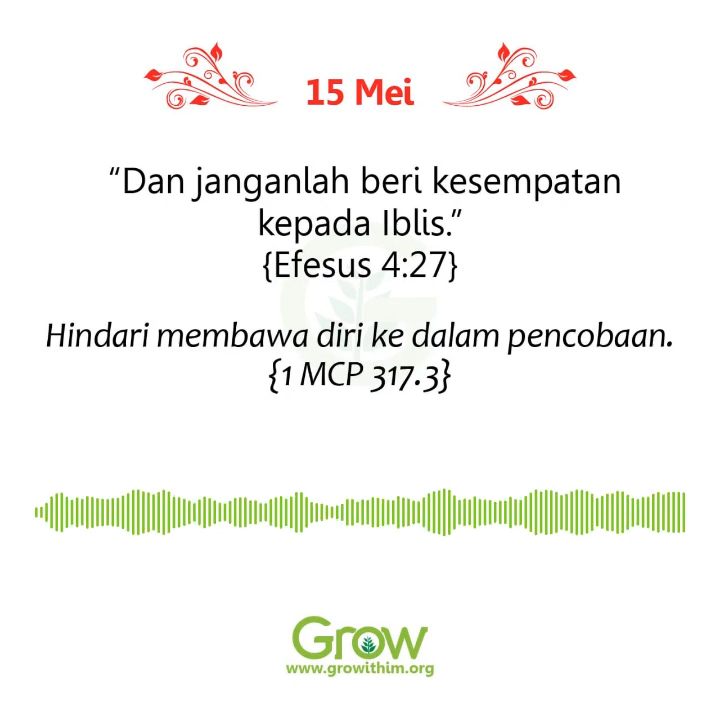 15 Mei
“Dan janganlah beri kesempatan
kepada Iblis.”
{Efesus 4:27}
Hindari membawa diri ke dalam pencobaan.
{1 MCP 317.3}
Grow
www.growithim.org